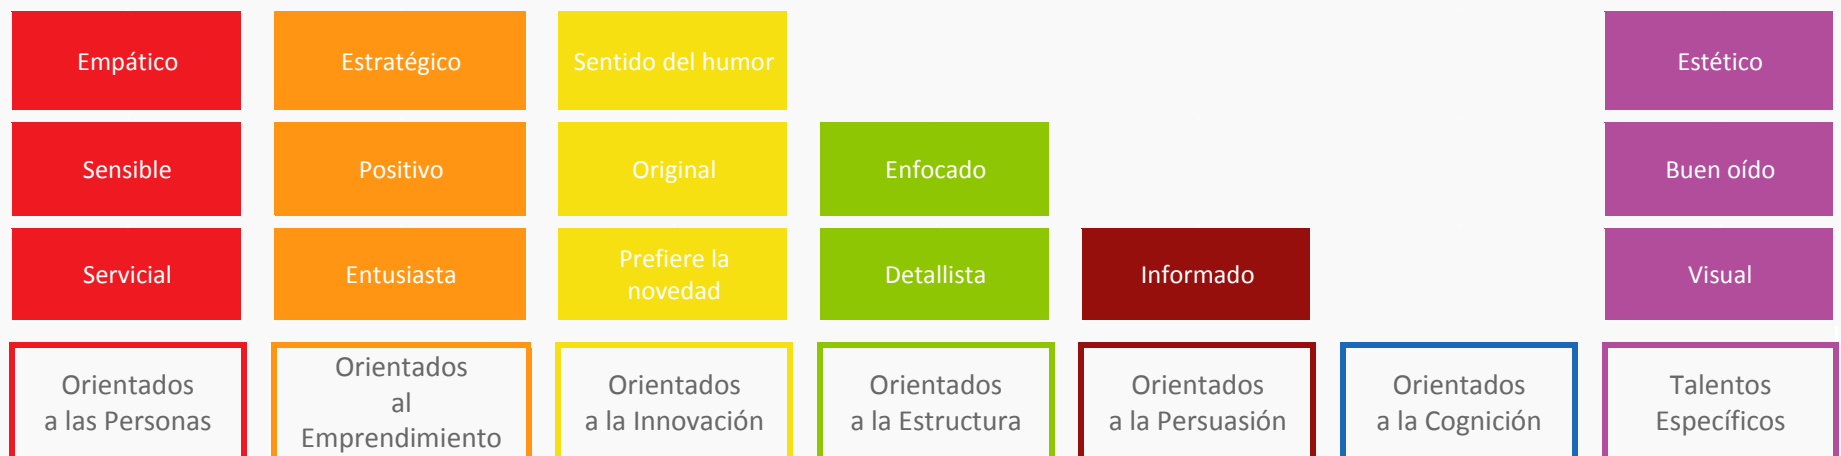 Empático
Estratégico
Sentido del humor
Estético
Sensible
Positivo
Original
Enfocado
Buen oído
Servicial
Entusiasta
Prefiere la
novedad
Detallista
Informado
Visual
Orientados
a las Personas
Orientados
al
Emprendimiento
Orientados
a la Innovación
Orientados
a la Estructura
Orientados
a la Persuasión
Orientados
a la Cognición
Talentos
Específicos